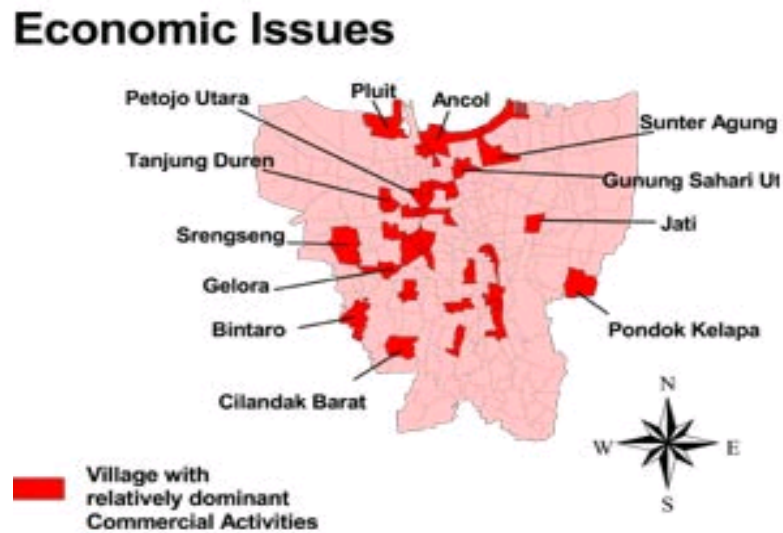 Economic Issues
Pluit
Ancol
Petojo Utara
Sunter Agung
Tanjung Duren
Gunung Sahari Ut
Jati
Srengseng
Gelora
Bintaro
Pondok Kelapa
Cilandak Barat
N
W
E
S
Village with
relatively dominant
Commercial Activities